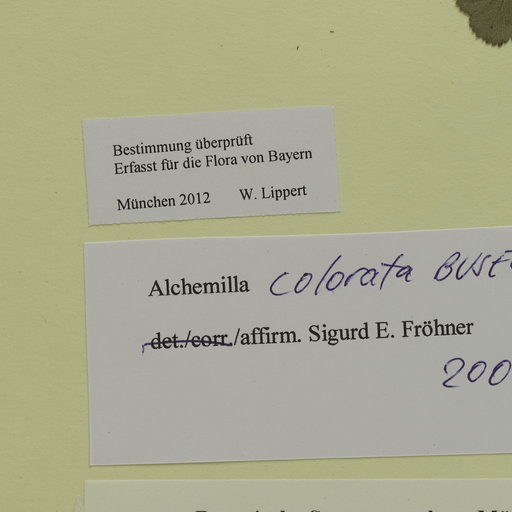 Bestimmung überprüft
Erfasst für die Flora von Bayern
München 2012 W. Lippert
Alchemilla colorata BUSE
det./corr./affirm. Sigurd E. Fröhner
200